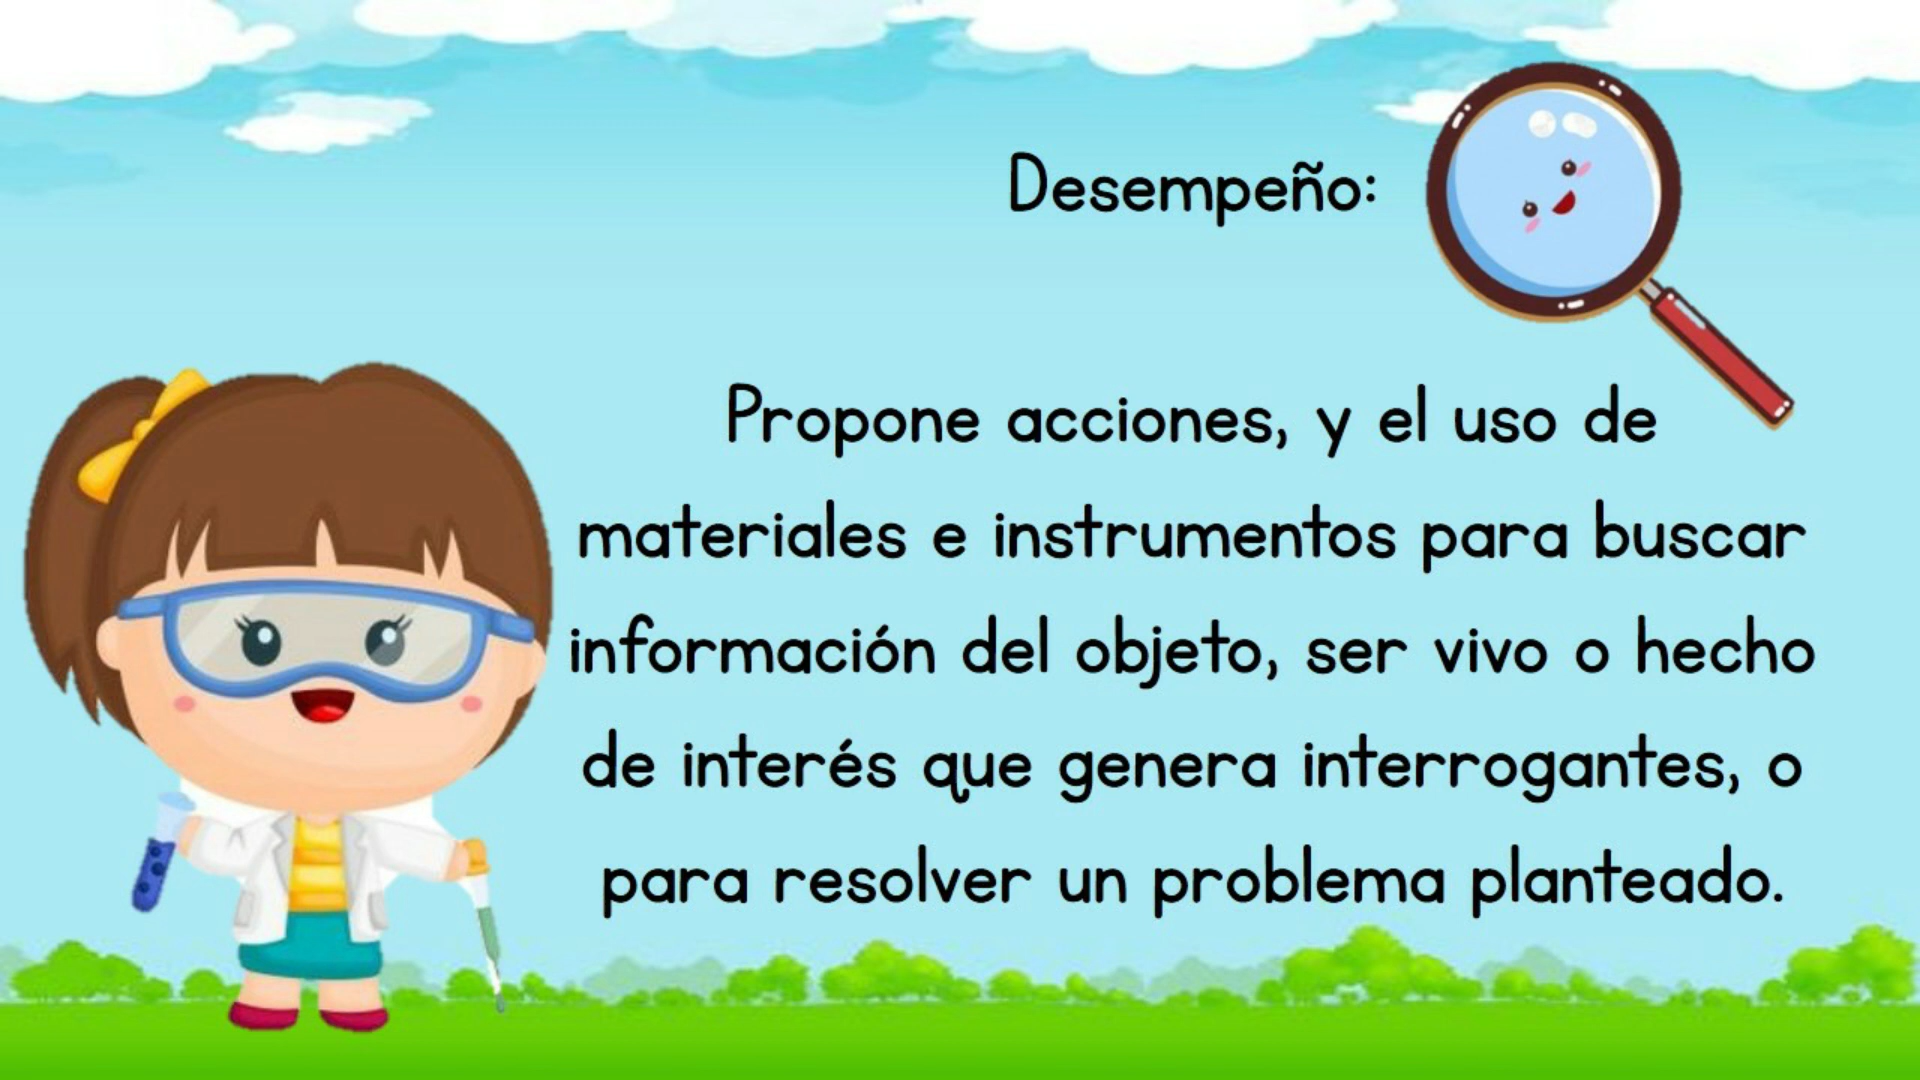 Desempeño:
Propone acciones, y el uso de
materiales e instrumentos para buscar
información del objeto, ser vivo o hecho
de interés que genera interrogantes, o
para resolver un problema planteado.